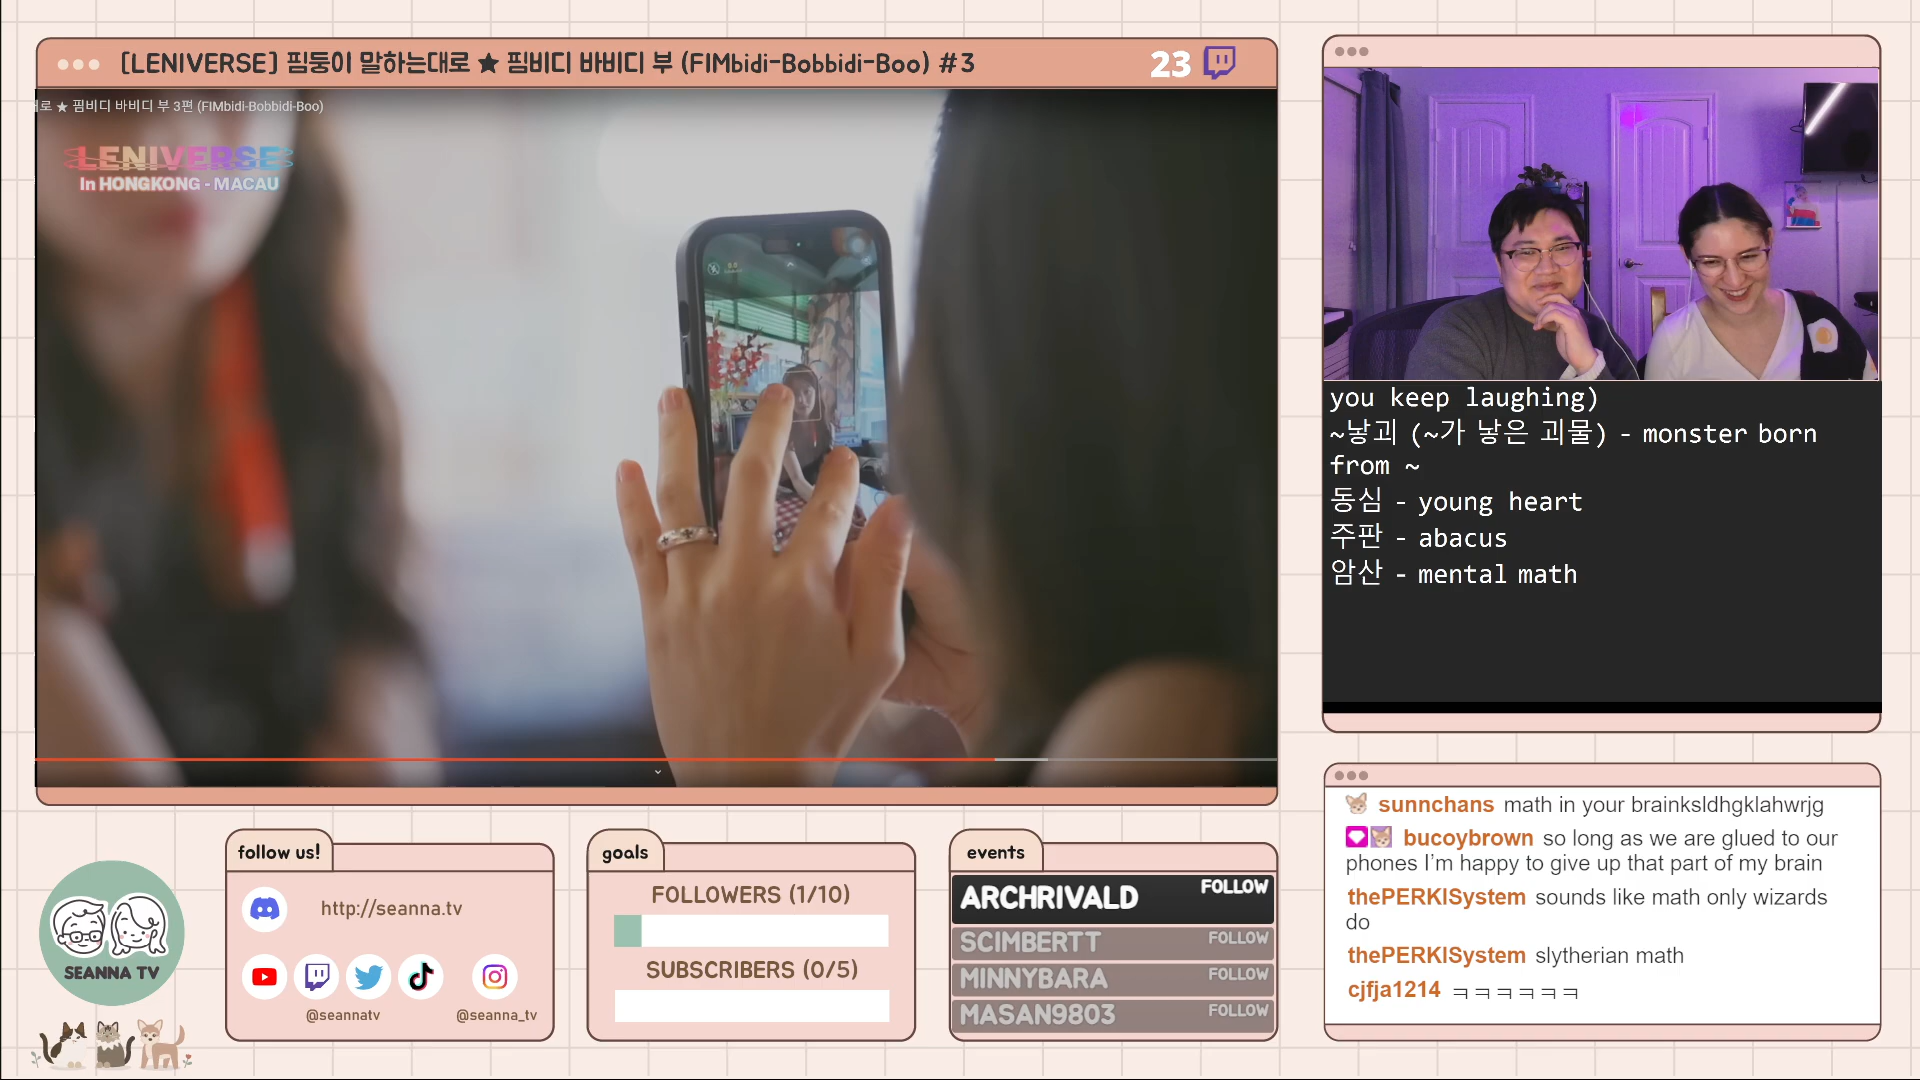 [LENIVERSE] 핌둥이 말하는대로 ★ 핌비디 바비디 부 (FIMbidi-Bobbidi-Boo) #3
23
대로 ★ 핌비디 바비디 부 3편 (FIMbidi-Bobbidi-Boo)
LENIVERSE
In HONGKONG - MACAU
you keep laughing)
~낳괴 (~가 낳은 괴물) - monster born
from ~
동심 - young heart
주판 - abacus
암산 - mental math
sunnchans math in your brainksldhgklahwrjg
bucoybrown so long as we are glued to our
phones I'm happy to give up that part of my brain
thePERKISystem sounds like math only wizards
do
thePERKISystem slytherian math
cjfja1214 ㅋㅋㅋㅋㅋㅋ
SEANNA TV
follow us!
http://seanna.tv
@seannatv
@seanna_tv
goals
FOLLOWERS (1/10)
SUBSCRIBERS (0/5)
events
ARCHRIVALD FOLLOW
SCIMBERTT FOLLOW
MINNYBARA FOLLOW
MASAN9803 FOLLOW